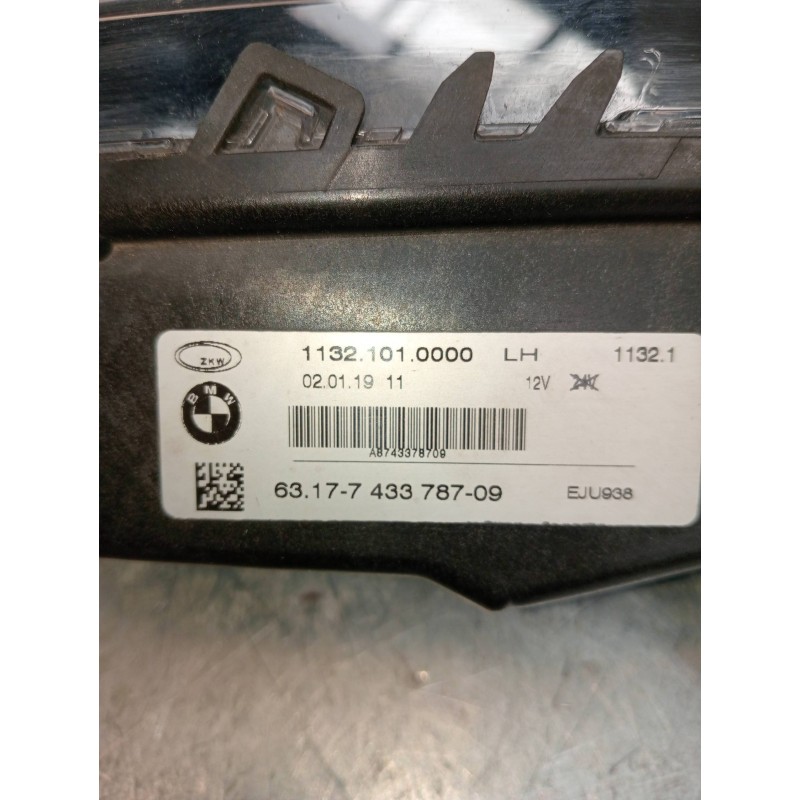 ZKW
1132.101.0000 LH 1132.1
02.01.19 11 12V
BMW
A8743378709
63.17-7 433 787-09 EJU938